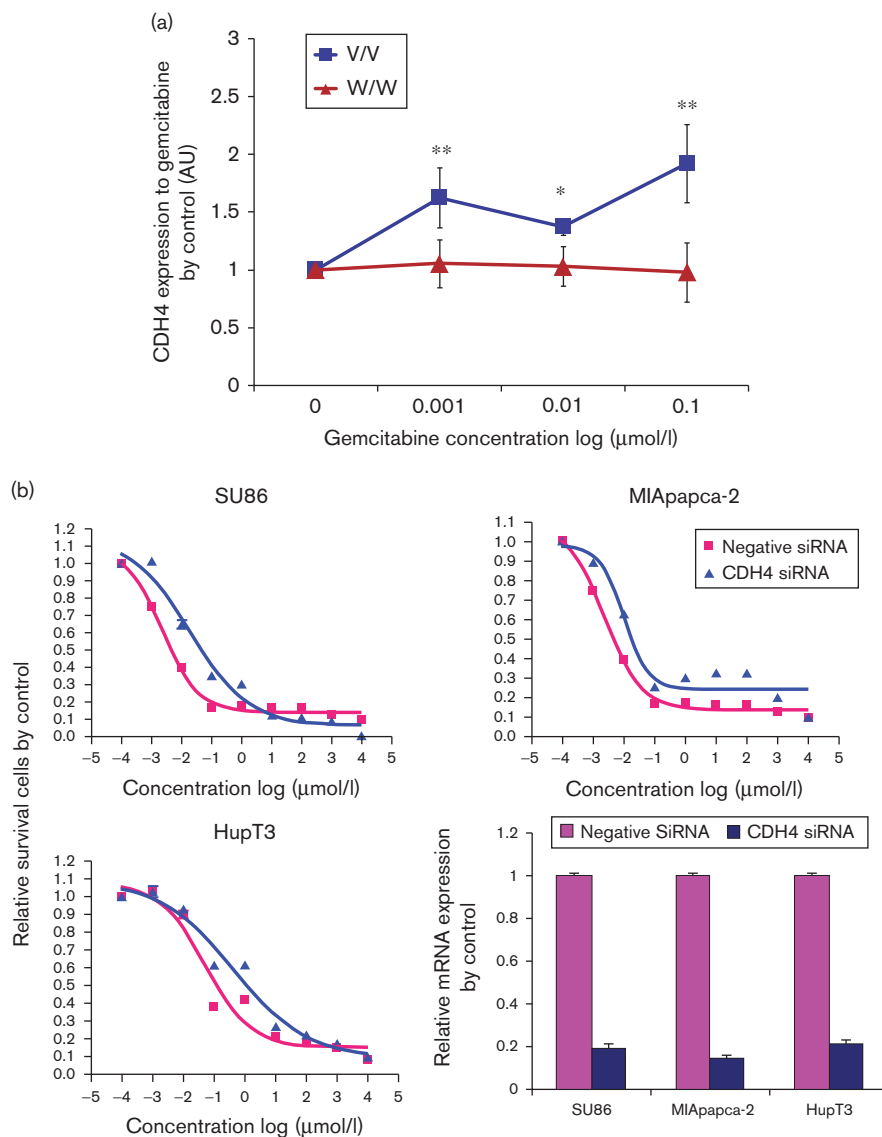 (a)
3
2.5
2
1.5
1
0.5
0
CDH4 expression to gemcitabine
by control (AU)
V/V
W/W
**
*
**
0 0.001 0.01 0.1
Gemcitabine concentration log (μmol/l)
(b)
Relative survival cells by control
SU86
1.2
1.1
1.0
0.9
0.8
0.7
0.6
0.5
0.4
0.3
0.2
0.1
0.0
−5 −4 −3 −2 −1 0 1 2 3 4 5
Concentration log (μmol/l)
MIApapca-2
1.1
1.0
0.9
0.8
0.7
0.6
0.5
0.4
0.3
0.2
0.1
0.0
Negative siRNA
CDH4 siRNA
−5 −4 −3 −2 −1 0 1 2 3 4 5
Concentration log (μmol/l)
HupT3
1.2
1.1
1.0
0.9
0.8
0.7
0.6
0.5
0.4
0.3
0.2
0.1
0.0
−5 −4 −3 −2 −1 0 1 2 3 4 5
Concentration log (μmol/l)
Negative SiRNA CDH4 siRNA
Relative mRNA expression
by control
1.2
1
0.8
0.6
0.4
0.2
0
SU86 MIApapca-2 HupT3